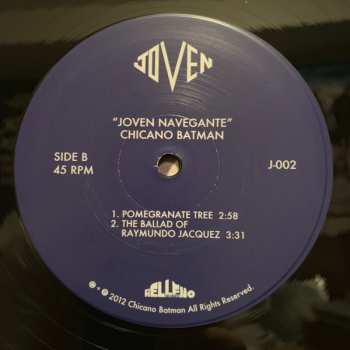 JOVEN
"JOVEN NAVEGANTE"
CHICANO BATMAN
SIDE B
45 RPM
J-002
1. POMEGRANATE TREE 2:58
2. THE BALLAD OF
RAYMUNDO JACQUEZ 3:31
RELLENO
℗ • © 2012 Chicano Batman All Rights Reserved.